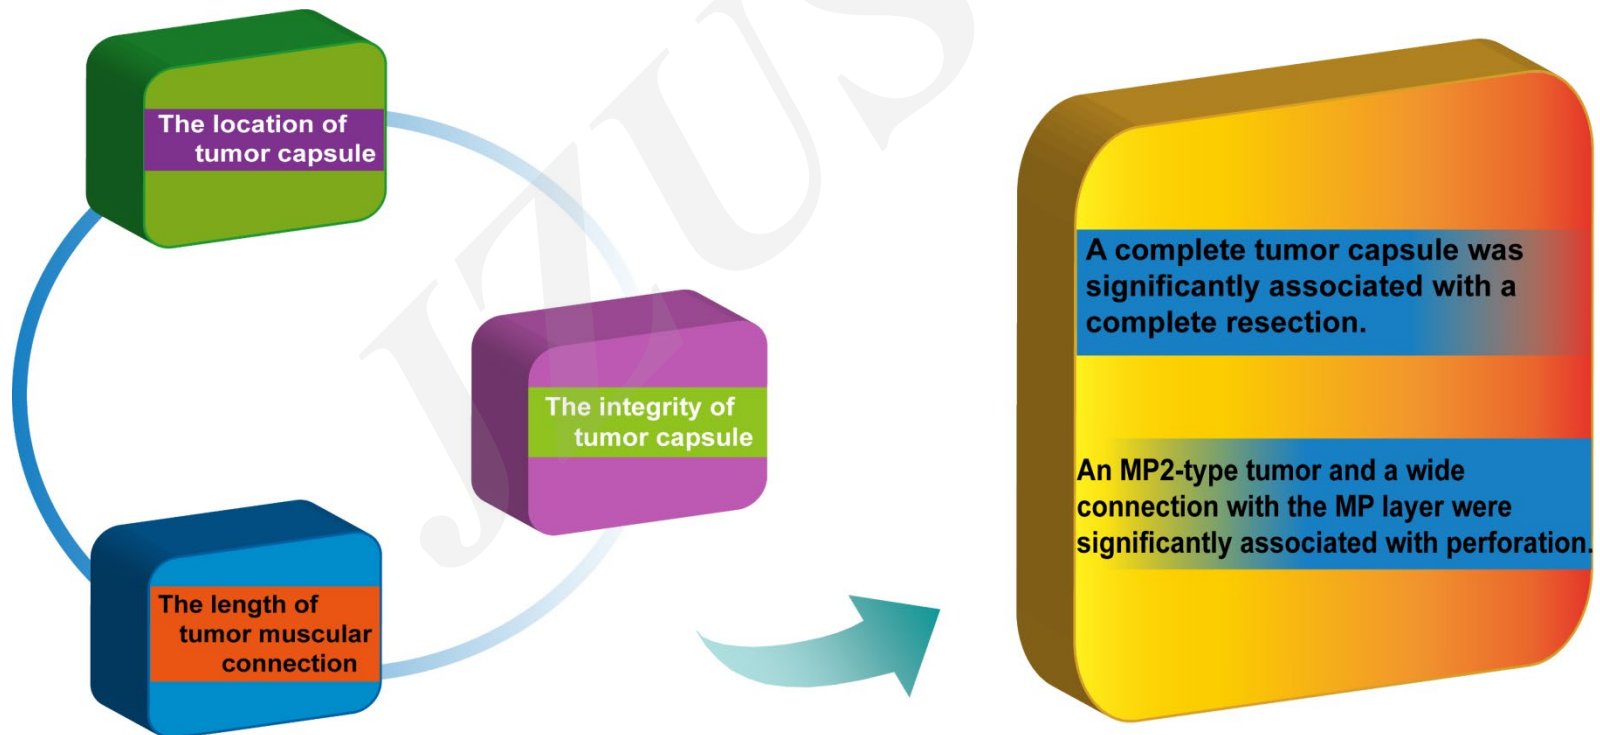 The location of
tumor capsule
The integrity of
tumor capsule
The length of
tumor muscular
connection
A complete tumor capsule was
significantly associated with a
complete resection.
An MP2-type tumor and a wide
connection with the MP layer were
significantly associated with perforation.
JZUS